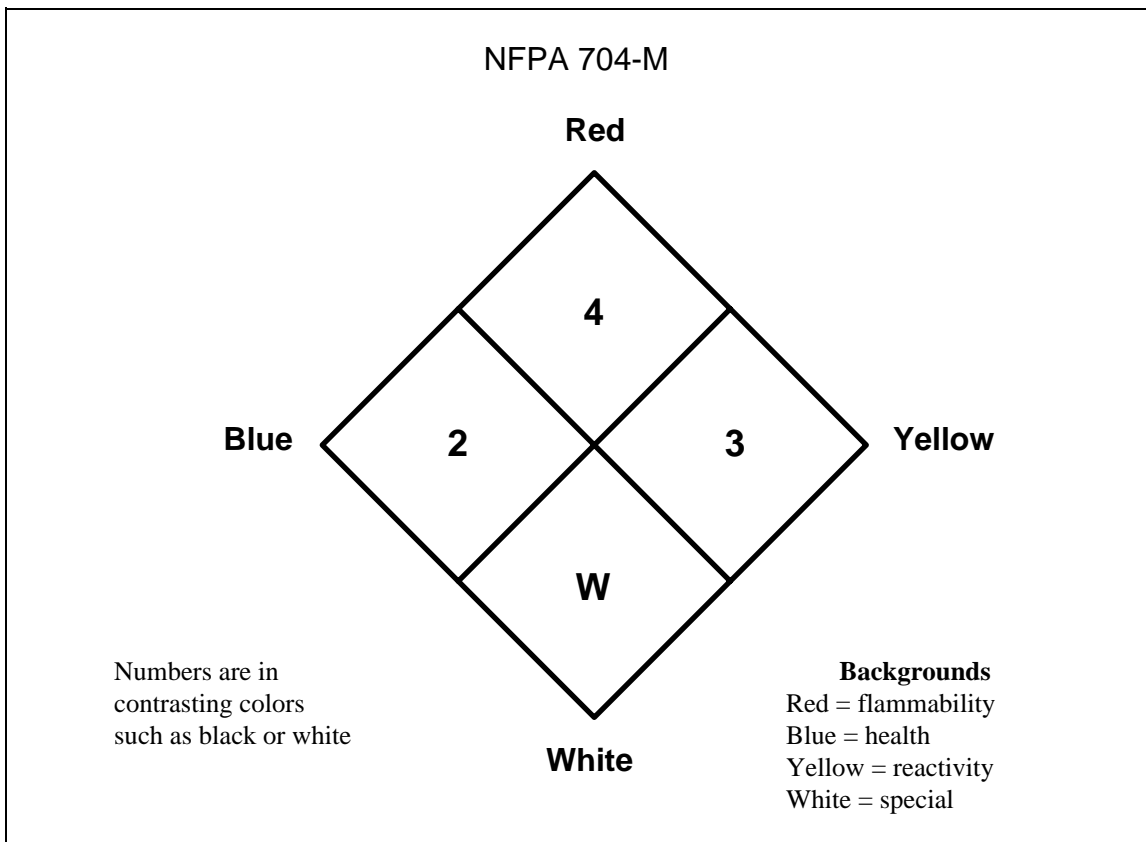 NFPA 704-M
Red
4
Blue
2
3
Yellow
W
White
Numbers are in
contrasting colors
such as black or white
Backgrounds
Red = flammability
Blue = health
Yellow = reactivity
White = special